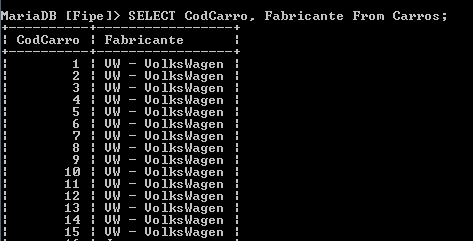 MariaDB [Fipe]> SELECT CodCarro, Fabricante From Carros;
CodCarro | Fabricante
1 | VW - VolksWagen
2 | VW - VolksWagen
3 | VW - VolksWagen
4 | VW - VolksWagen
5 | VW - VolksWagen
6 | VW - VolksWagen
7 | VW - VolksWagen
8 | VW - VolksWagen
9 | VW - VolksWagen
10 | VW - VolksWagen
11 | VW - VolksWagen
12 | VW - VolksWagen
13 | VW - VolksWagen
14 | VW - VolksWagen
15 | VW - VolksWagen